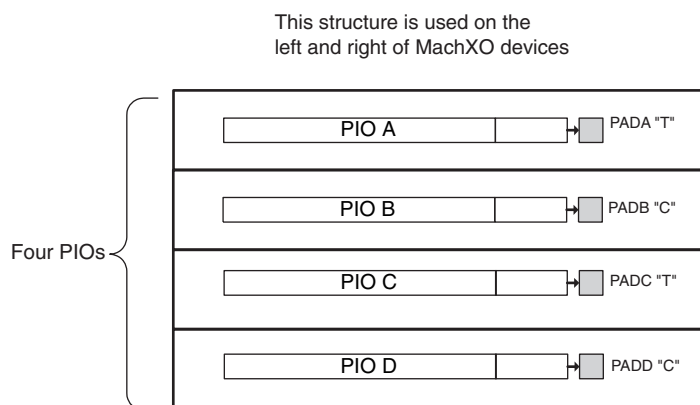 This structure is used on the
left and right of MachXO devices
PIO A
PADA "T"
PIO B
PADB "C"
Four PIOs
PIO C
PADC "T"
PIO D
PADD "C"